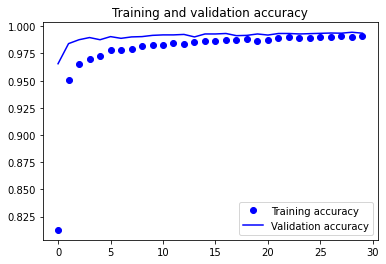 Training and validation accuracy
1.000
0.975
0.950
0.925
0.900
0.875
0.850
0.825
Training accuracy
Validation accuracy
0 5 10 15 20 25 30